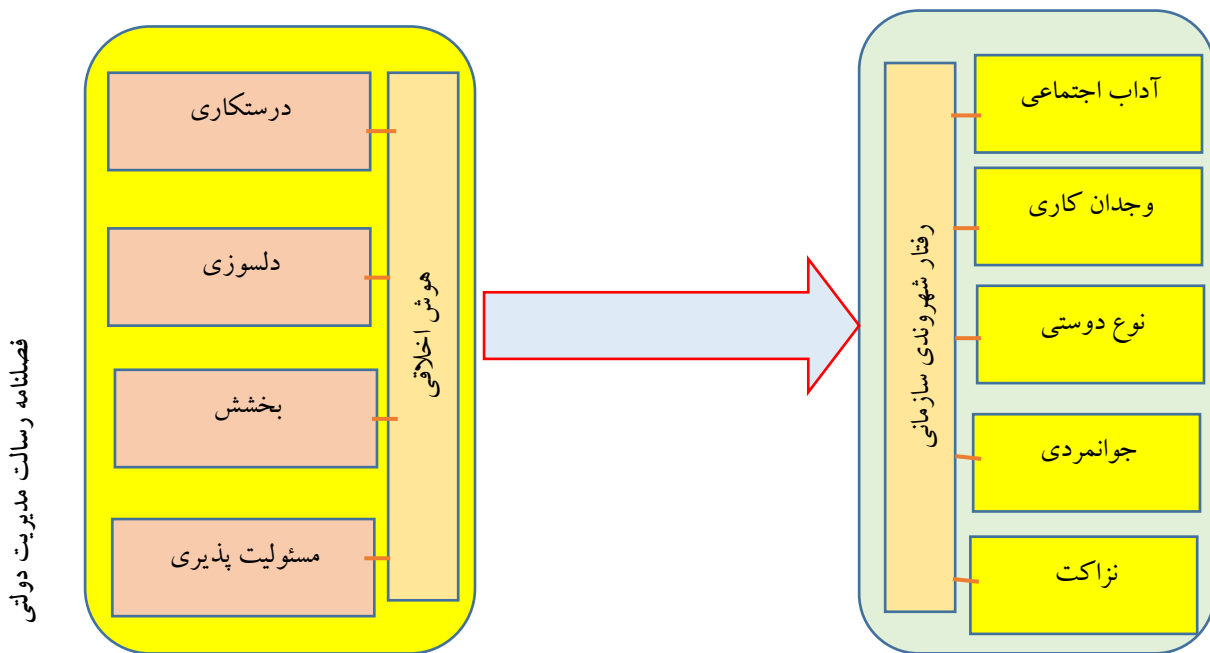 آداب اجتماعی
وجدان کاری
نوع دوستی
جوانمردی
نزاکت
رفتار شهروندی سازمانی
هوش اخلاقی
درستکاری
دلسوزی
بخشش
مسئولیت پذیری
فصلنامه رسالت مدیریت دولتی